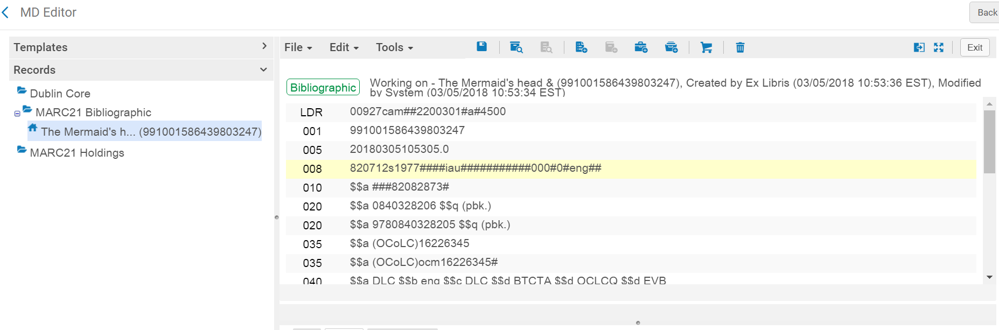 MD Editor
Back
Templates
Records
Dublin Core
MARC21 Bibliographic
The Mermaid's h... (991001586439803247)
MARC21 Holdings
File Edit Tools Exit
Bibliographic
Working on - The Mermaid's head & (991001586439803247), Created by Ex Libris (03/05/2018 10:53:36 EST), Modified
by System (03/05/2018 10:53:34 EST)
LDR 00927cam##2200301#a#4500
001 991001586439803247
005 20180305105305.0
008 820712s1977####iau###########000#0#eng##
010 $$a ###82082873#
020 $$a 0840328206 $$q (pbk.)
020 $$a 9780840328205 $$q (pbk.)
035 $$a (OCoLC)16226345
035 $$a (OCoLC)ocm16226345#
040 $$a DLC $$b eng $$c DLC $$d BTCTA $$d OCLCQ $$d EVB